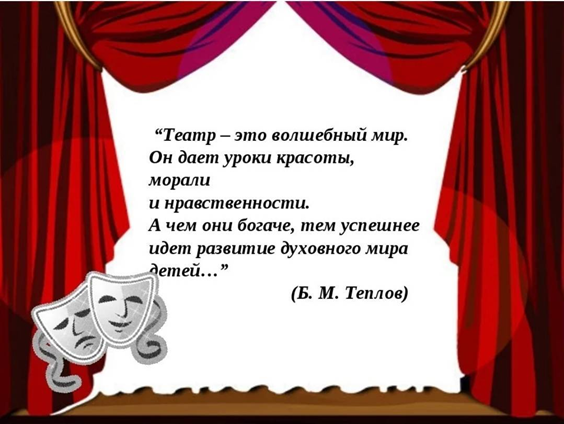 “Театр – это волшебный мир.
Он дает уроки красоты,
морали
и нравственности.
А чем они богаче, тем успешнее
идет развитие духовного мира
детей…”
(Б. М. Теплов)